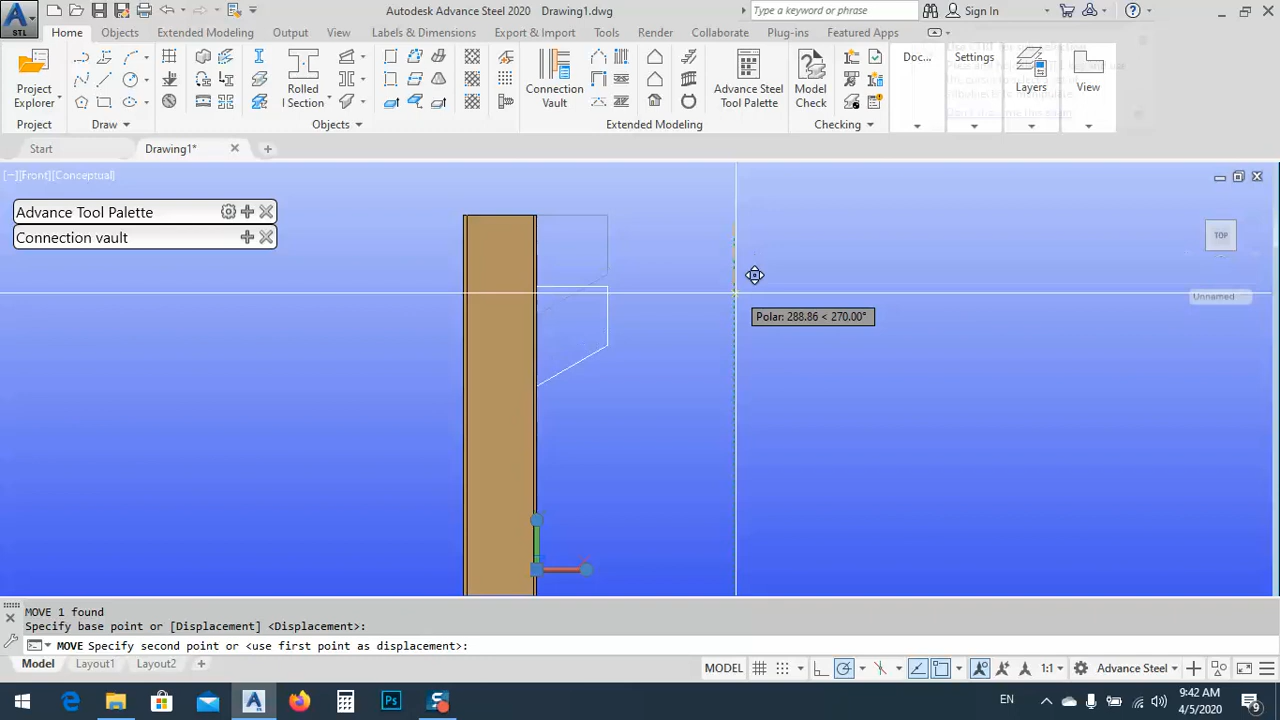 STL
Autodesk Advance Steel 2020 Drawing1.dwg
Type a keyword or phrase
Sign In
Home Objects Extended Modeling Output View Labels & Dimensions Export & Import Tools Render Collaborate Plug-ins Featured Apps
Project Explorer
Rolled I Section
Connection Vault
Advance Steel Tool Palette
Model Check
Doc...
Settings
Layers
View
Project
Draw
Objects
Extended Modeling
Checking
Start
Drawing1*
[−][Front][Conceptual]
Advance Tool Palette
Connection vault
TOP
Unnamed
Polar: 288.86 < 270.00°
MOVE 1 found
Specify base point or [Displacement] <Displacement>:
MOVE Specify second point or <use first point as displacement>:
Model Layout1 Layout2
MODEL
1:1
Advance Steel
A
STL
Ps
S
EN
9:42 AM
4/5/2020
9